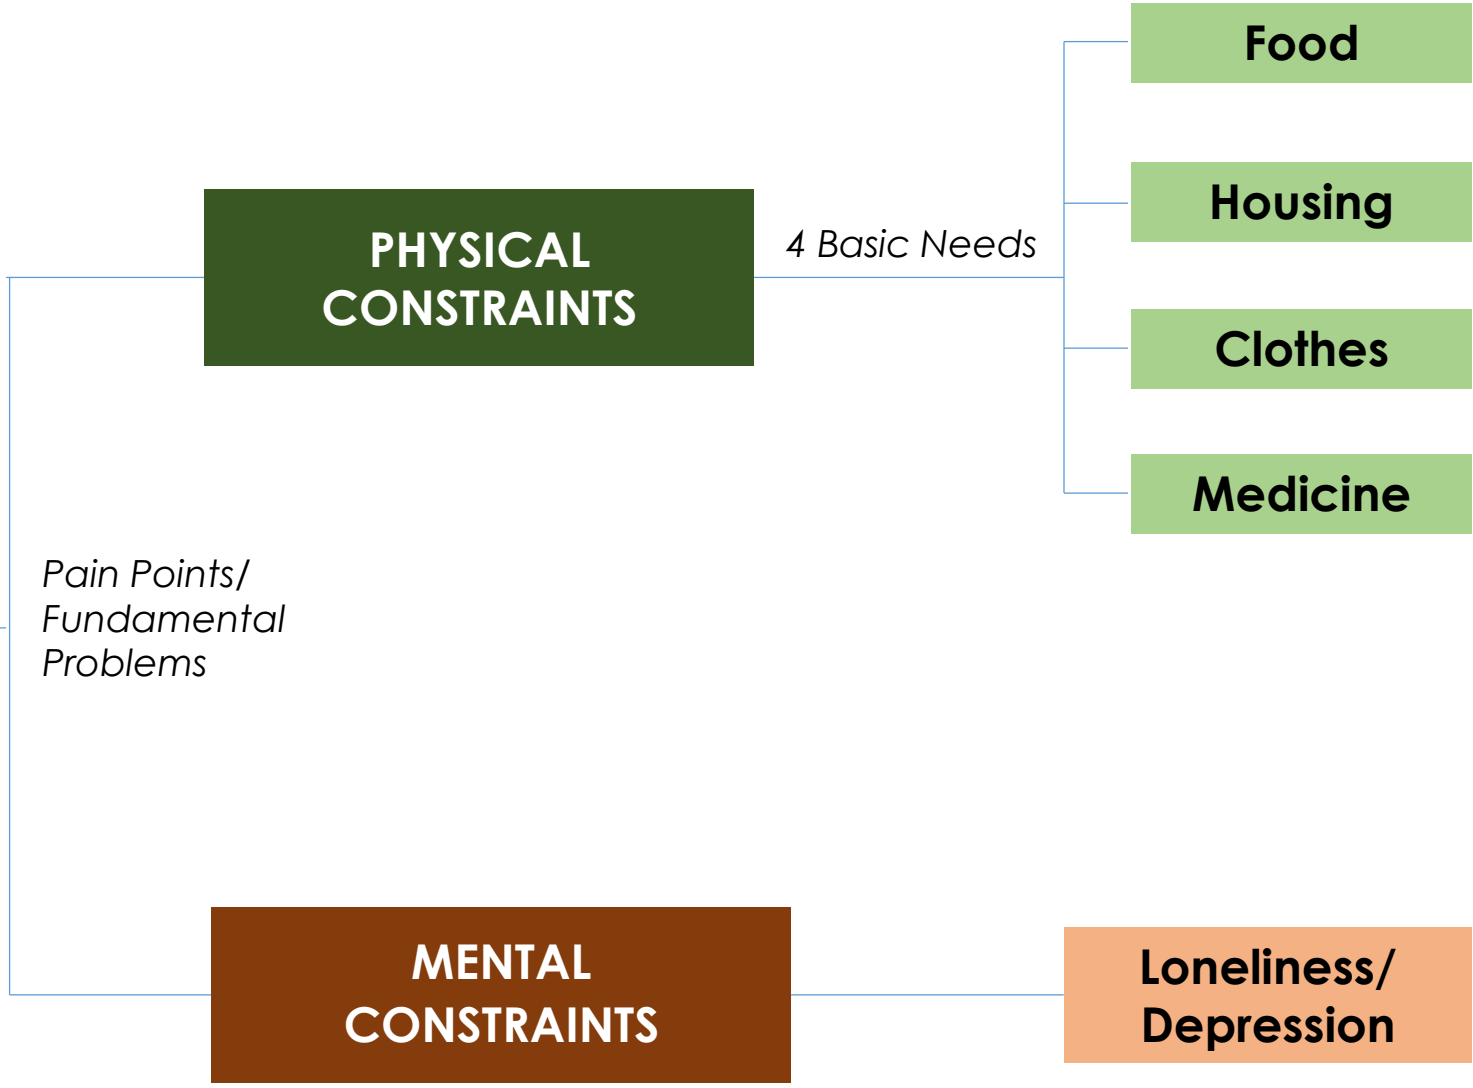 Food
Housing
PHYSICAL
CONSTRAINTS
4 Basic Needs
Clothes
Medicine
Pain Points/
Fundamental
Problems
MENTAL
CONSTRAINTS
Loneliness/
Depression